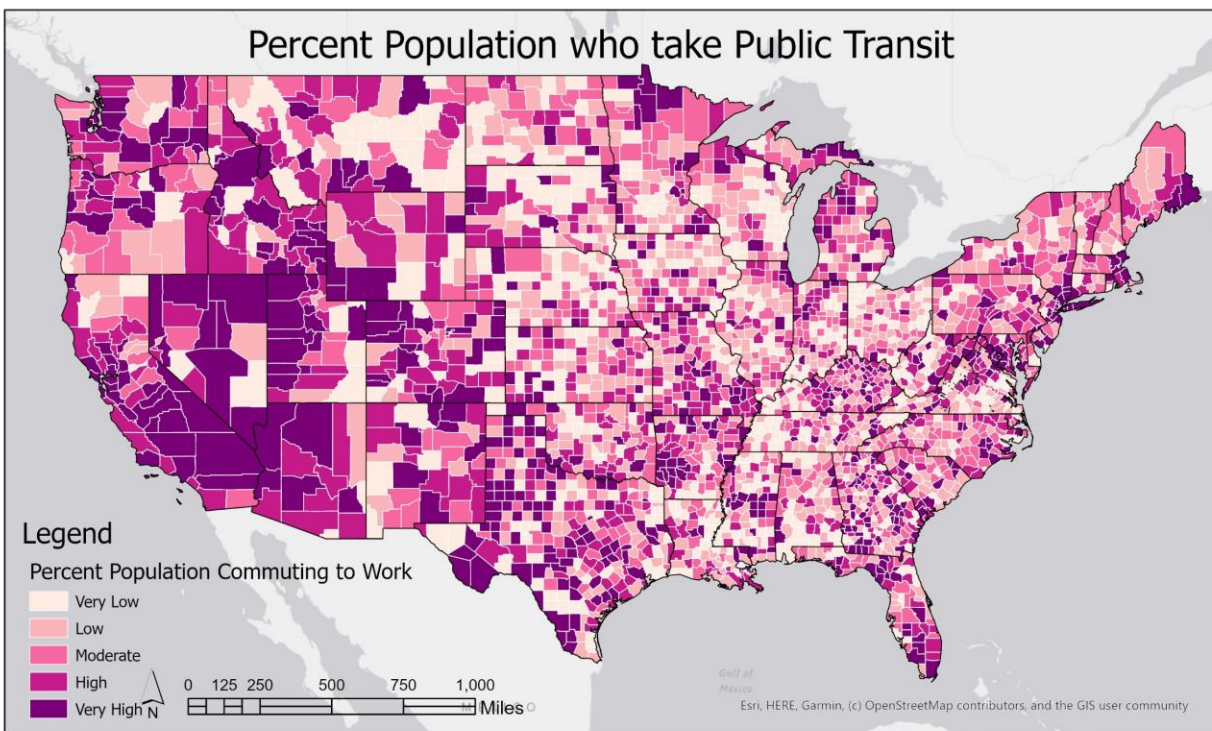 Percent Population who take Public Transit
Legend
Percent Population Commuting to Work
Very Low
Low
Moderate
High
Very High
N
0 125 250 500 750 1,000
Miles
M E X I C O
Gulf of
Mexico
Esri, HERE, Garmin, (c) OpenStreetMap contributors, and the GIS user community